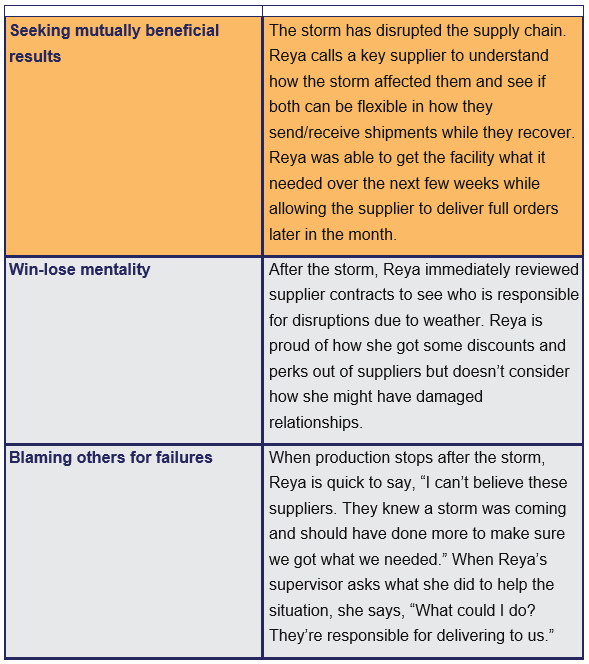 Seeking mutually beneficial
results
The storm has disrupted the supply chain.
Reya calls a key supplier to understand
how the storm affected them and see if
both can be flexible in how they
send/receive shipments while they recover.
Reya was able to get the facility what it
needed over the next few weeks while
allowing the supplier to deliver full orders
later in the month.
Win-lose mentality
After the storm, Reya immediately reviewed
supplier contracts to see who is responsible
for disruptions due to weather. Reya is
proud of how she got some discounts and
perks out of suppliers but doesn’t consider
how she might have damaged
relationships.
Blaming others for failures
When production stops after the storm,
Reya is quick to say, “I can’t believe these
suppliers. They knew a storm was coming
and should have done more to make sure
we got what we needed.” When Reya’s
supervisor asks what she did to help the
situation, she says, “What could I do?
They’re responsible for delivering to us.”